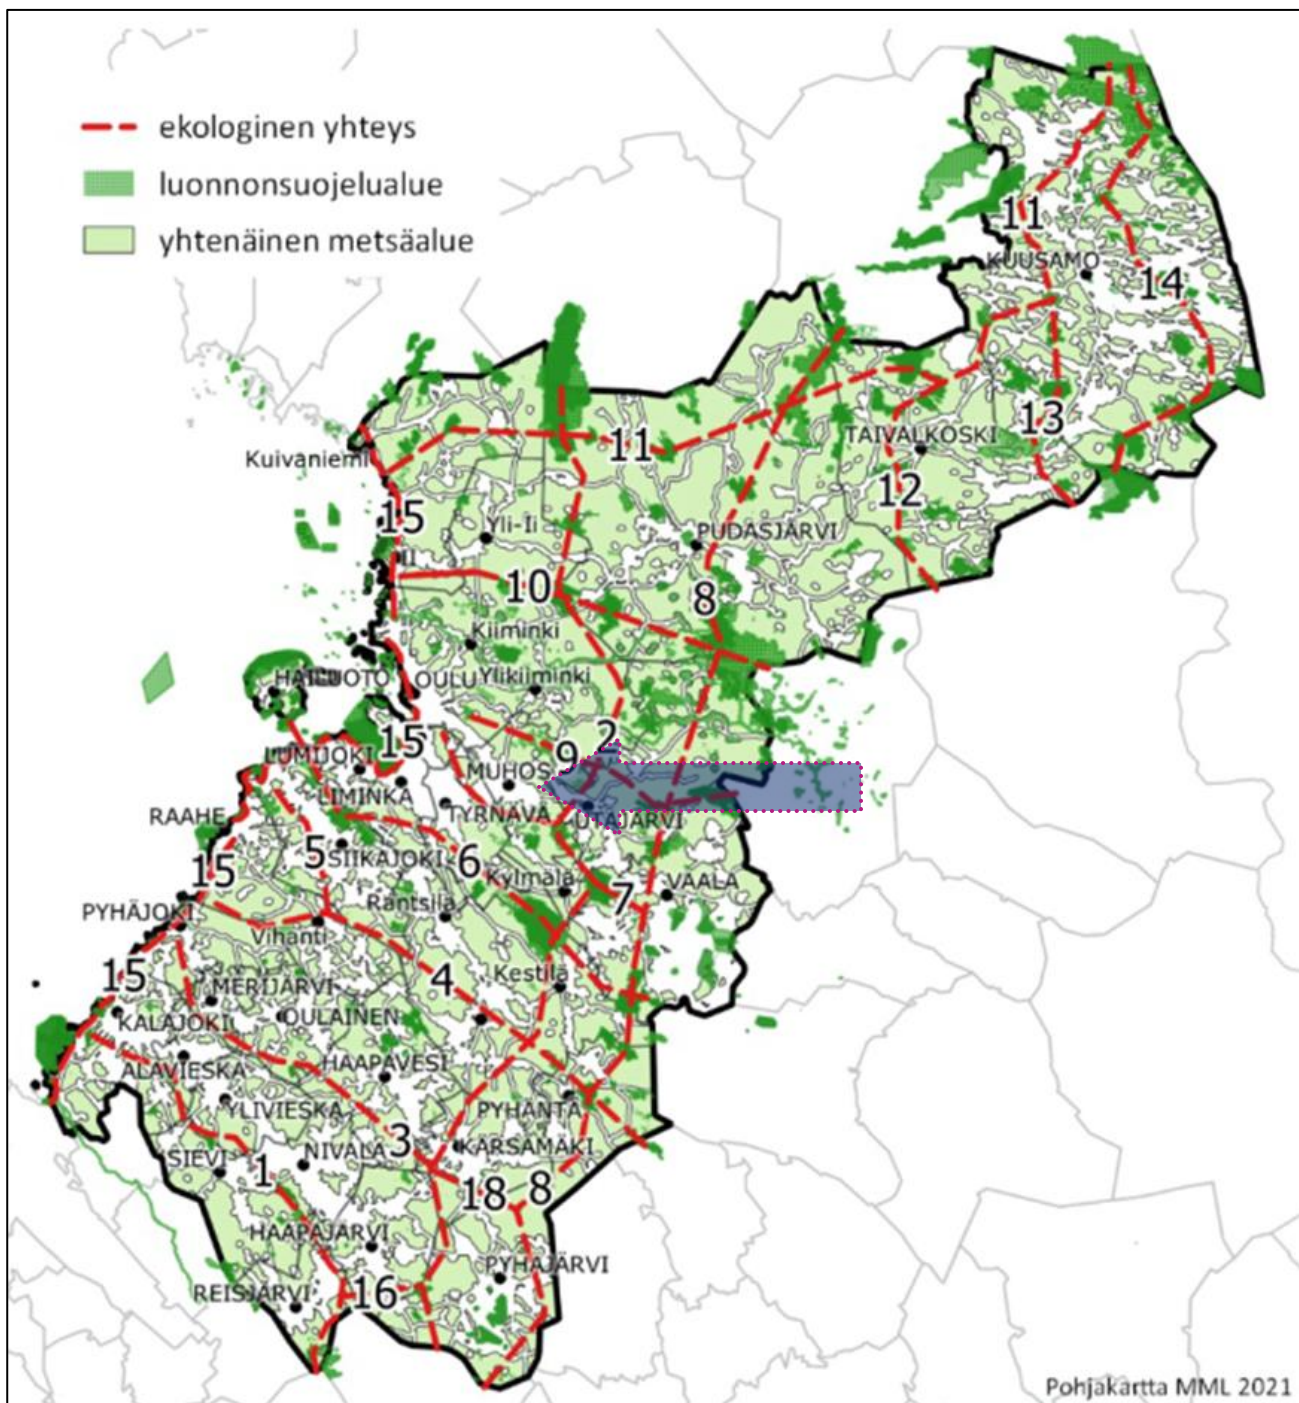 ekologinen yhteys
luonnonsuojelualue
yhtenäinen metsäalue
11
KUUSAMO
14
13
TAIVALKOSKI
11
Kuivaniemi
12
15
Yli-Ii
PUDASJÄRVI
II
10
8
Kiiminki
OULU
Ylikiiminki
2
15
9
LUMIJOKI
MUHOS
LIMINKA
TYRNÄVÄ
UTAJÄRVI
RAAHE
5
SIIKAJOKI
6
15
Kylmälä
7
VAALA
Rantsila
PYHÄJOKI
Vihanti
15
4
Kestilä
MERIJÄRVI
KALAJOKI
OULAINEN
ALAVIESKA
HAAPAVESI
YLIVIESKA
PYHÄNTÄ
3
KÄRSÄMÄKI
NIVALA
SIEVI
1
18
8
HAAPAJÄRVI
PYHÄJÄRVI
REISJÄRVI
16
Pohjakartta MML 2021